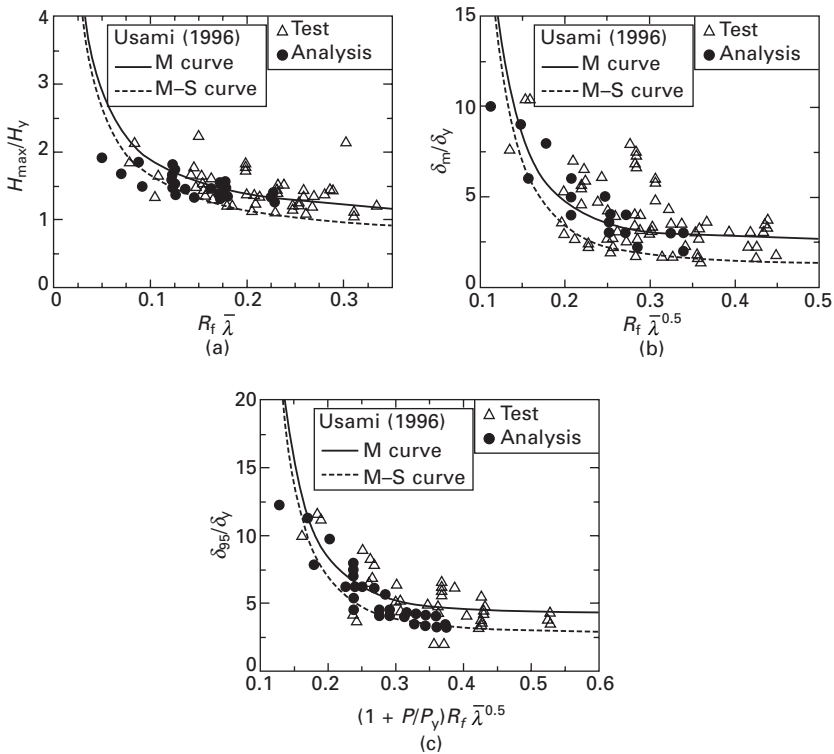 Usami (1996)
M curve
M–S curve
△ Test
● Analysis
H_max/H_y
4
3
2
1
0
0
0.1
0.2
0.3
R_f λ̄
(a)
Usami (1996)
M curve
M–S curve
△ Test
● Analysis
δ_m/δ_y
15
10
5
0
0.1
0.2
0.3
0.4
0.5
R_f λ̄^0.5
(b)
Usami (1996)
M curve
M–S curve
△ Test
● Analysis
δ_95/δ_y
20
15
10
5
0
0.1
0.2
0.3
0.4
0.5
0.6
(1 + P/P_y)R_f λ̄^0.5
(c)